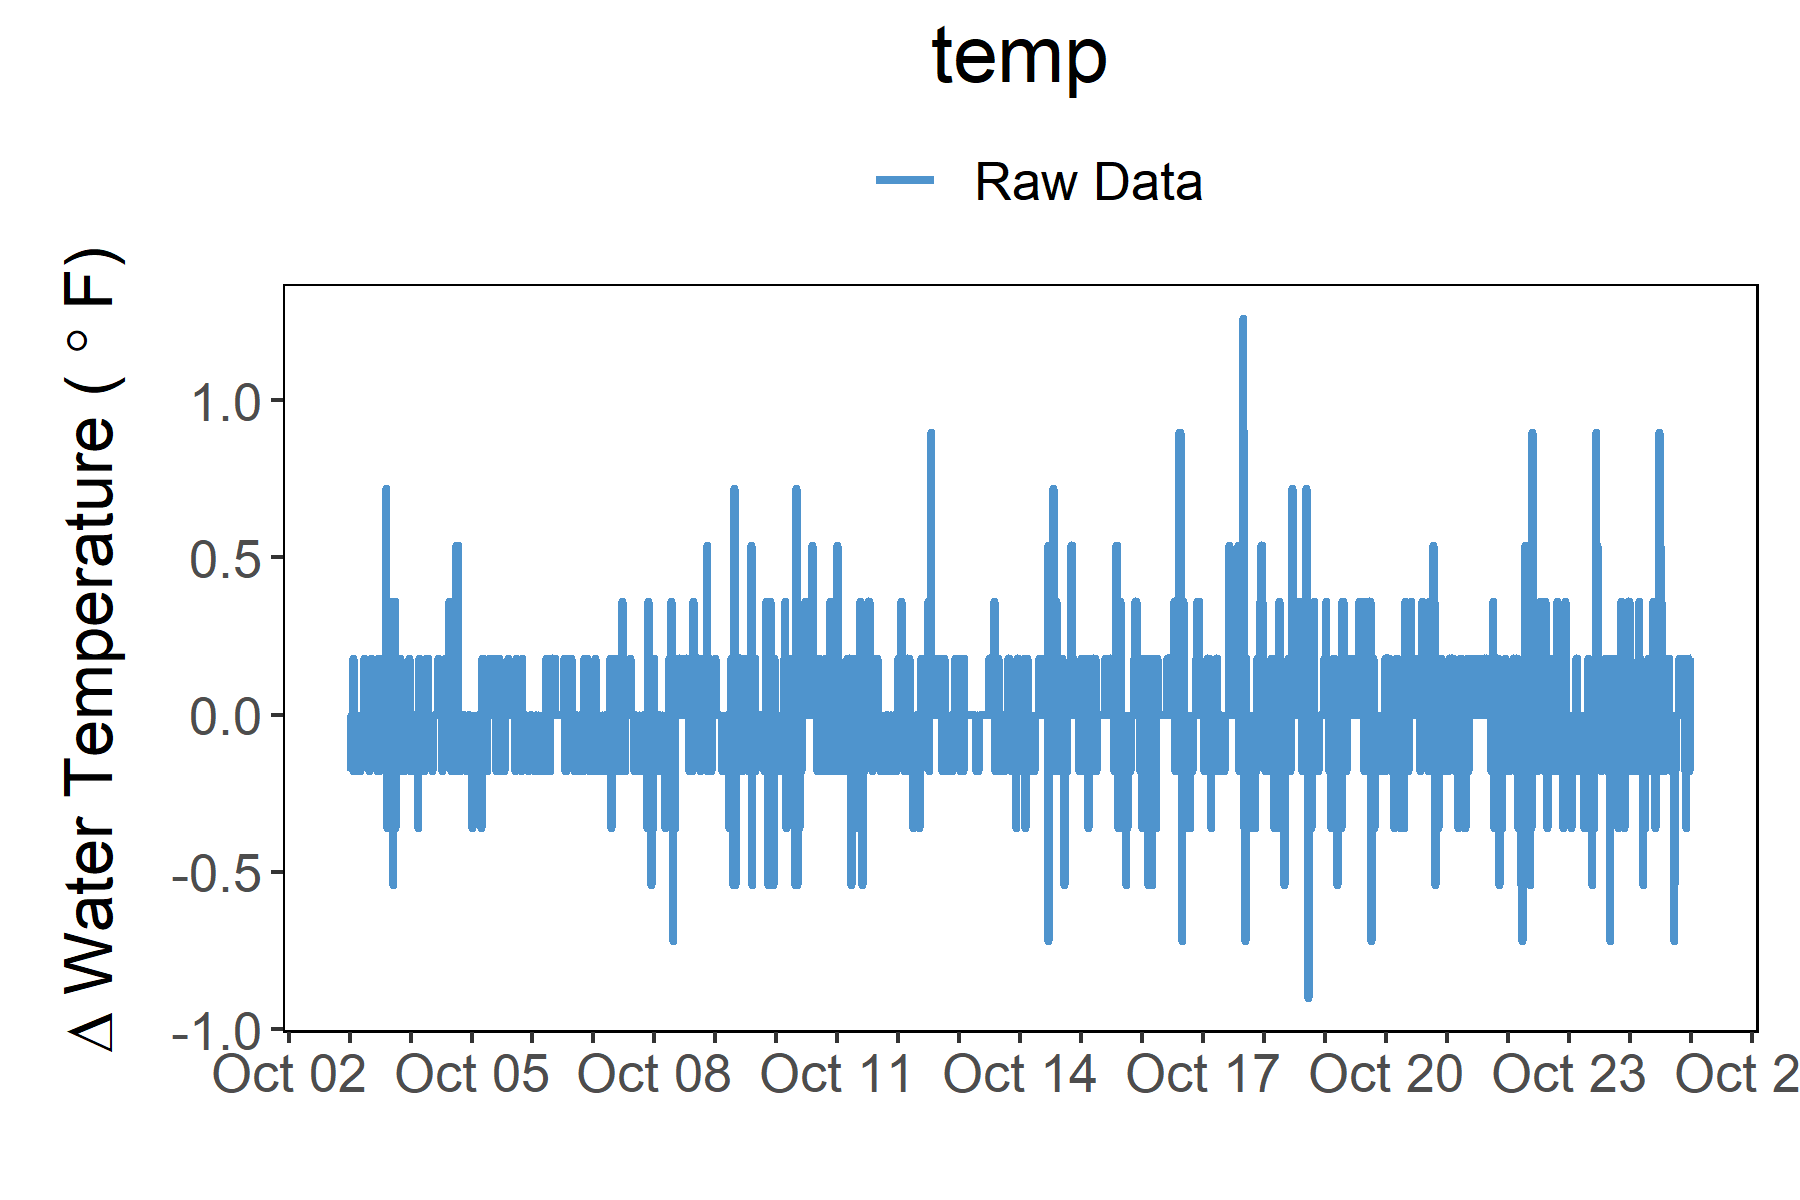 temp
Raw Data
Δ Water Temperature ( ° F)
1.0
0.5
0.0
-0.5
-1.0
Oct 02 Oct 05 Oct 08 Oct 11 Oct 14 Oct 17 Oct 20 Oct 23 Oct 2